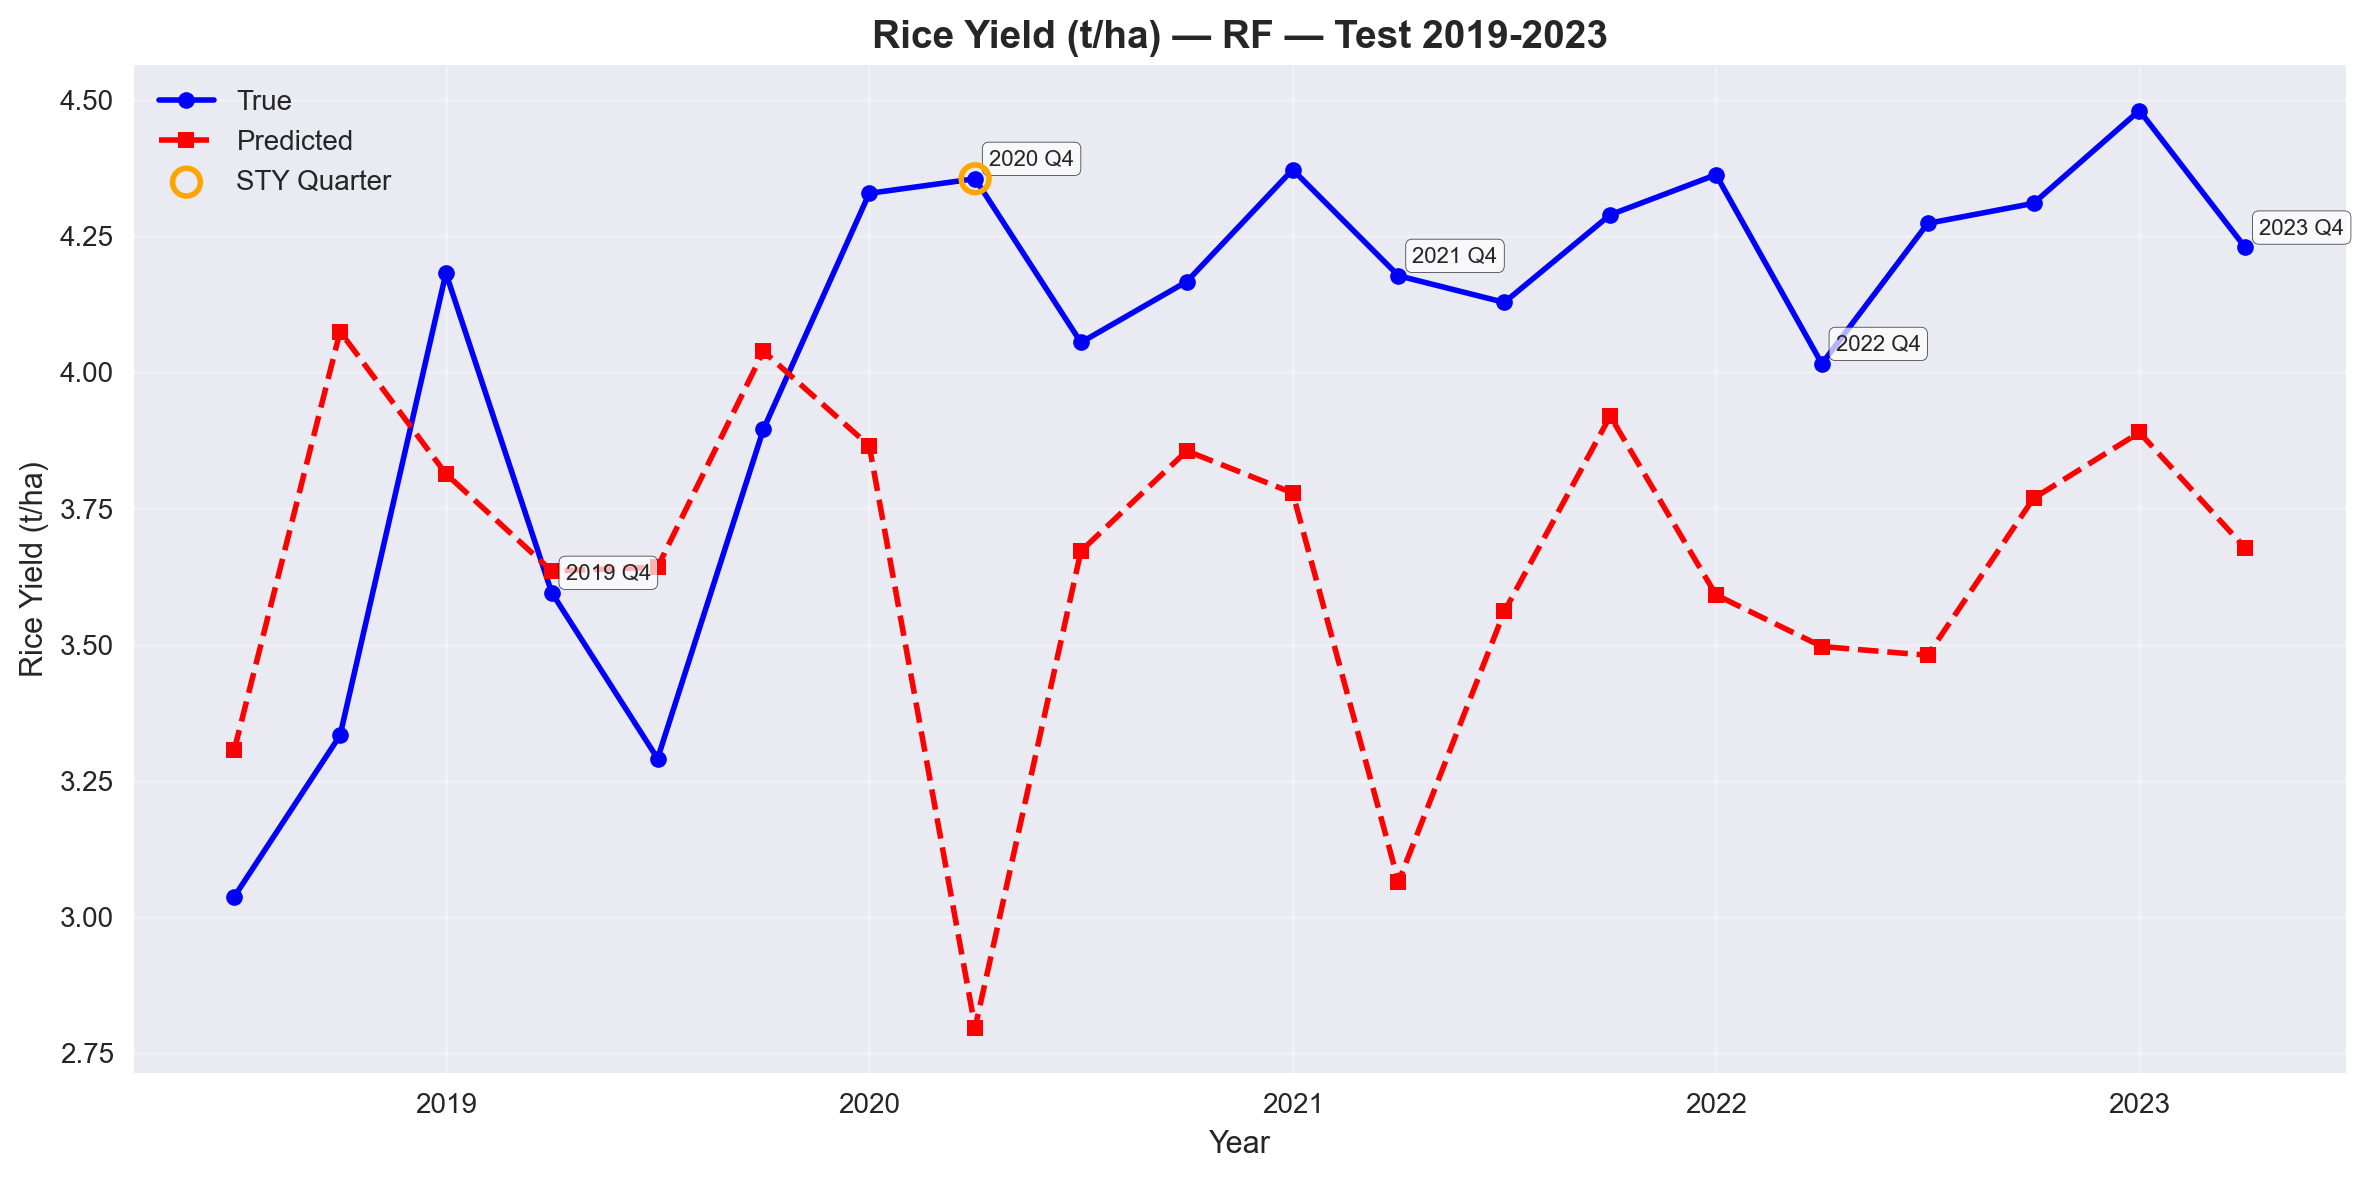 Rice Yield (t/ha) — RF — Test 2019-2023
True
Predicted
STY Quarter
4.50
4.25
4.00
3.75
3.50
3.25
3.00
2.75
Rice Yield (t/ha)
2019 Q4
2020 Q4
2021 Q4
2022 Q4
2023 Q4
2019
2020
2021
2022
2023
Year